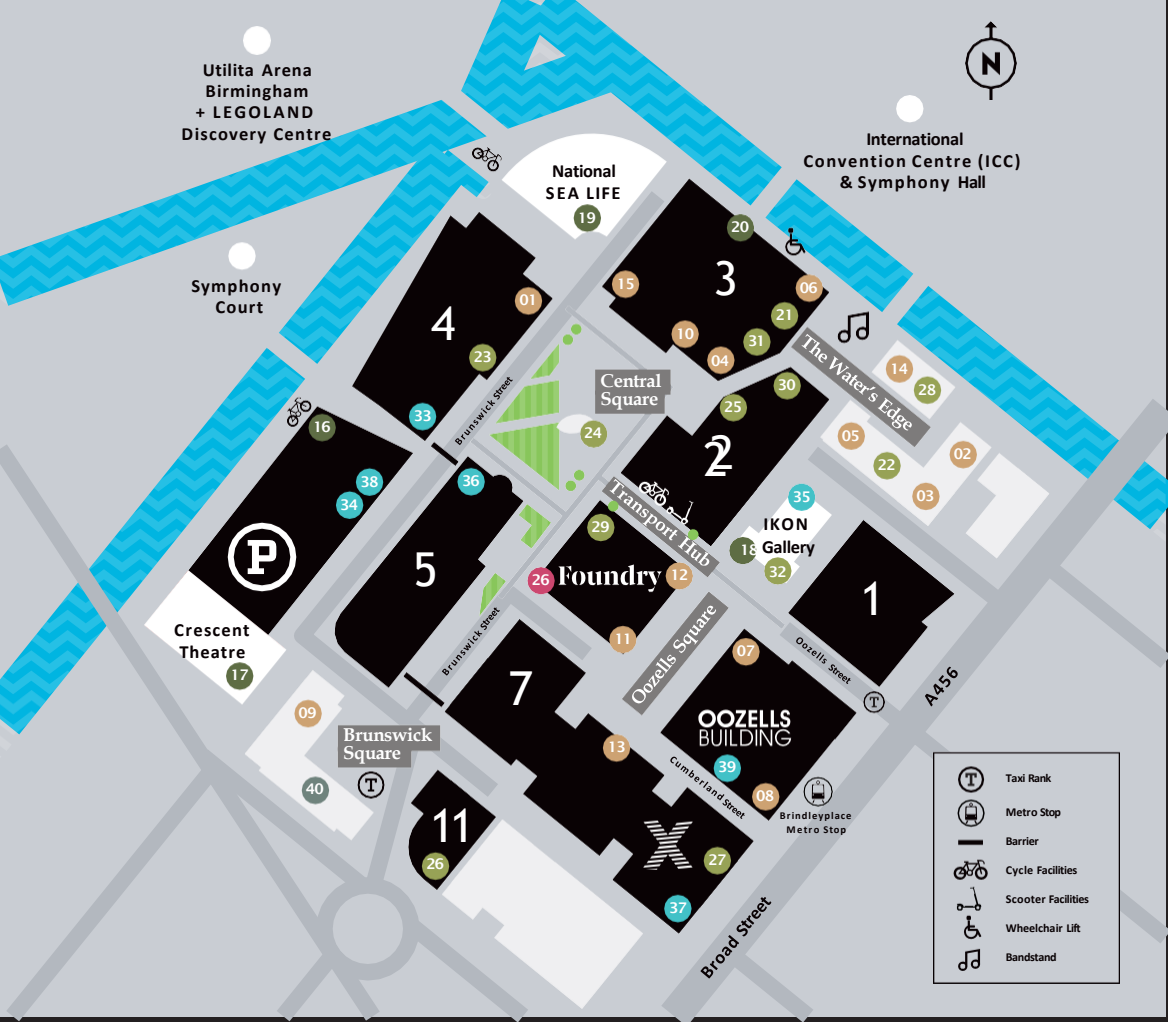 N
Utilita Arena
Birmingham
+ LEGOLAND
Discovery Centre
International
Convention Centre (ICC)
& Symphony Hall
National
SEA LIFE
19
20
3
15
06
21
10
31
04
Symphony
Court
01
4
23
33
Brunswick Street
Central
Square
24
The Water's Edge
14
28
30
25
2
05
22
02
03
16
38
34
P
36
5
Transport Hub
29
35
IKON
18 Gallery
32
26
Foundry
12
11
1
Oozells Square
Oozells Street
T
A456
Crescent
Theatre
17
Brunswick Street
7
07
OOZELLS
BUILDING
39
08
13
Cumberland Street
Brindleyplace
Metro Stop
09
Brunswick
Square
T
40
11
26
X
27
37
Broad Street
T Taxi Rank
Metro Stop
Barrier
Cycle Facilities
Scooter Facilities
Wheelchair Lift
Bandstand